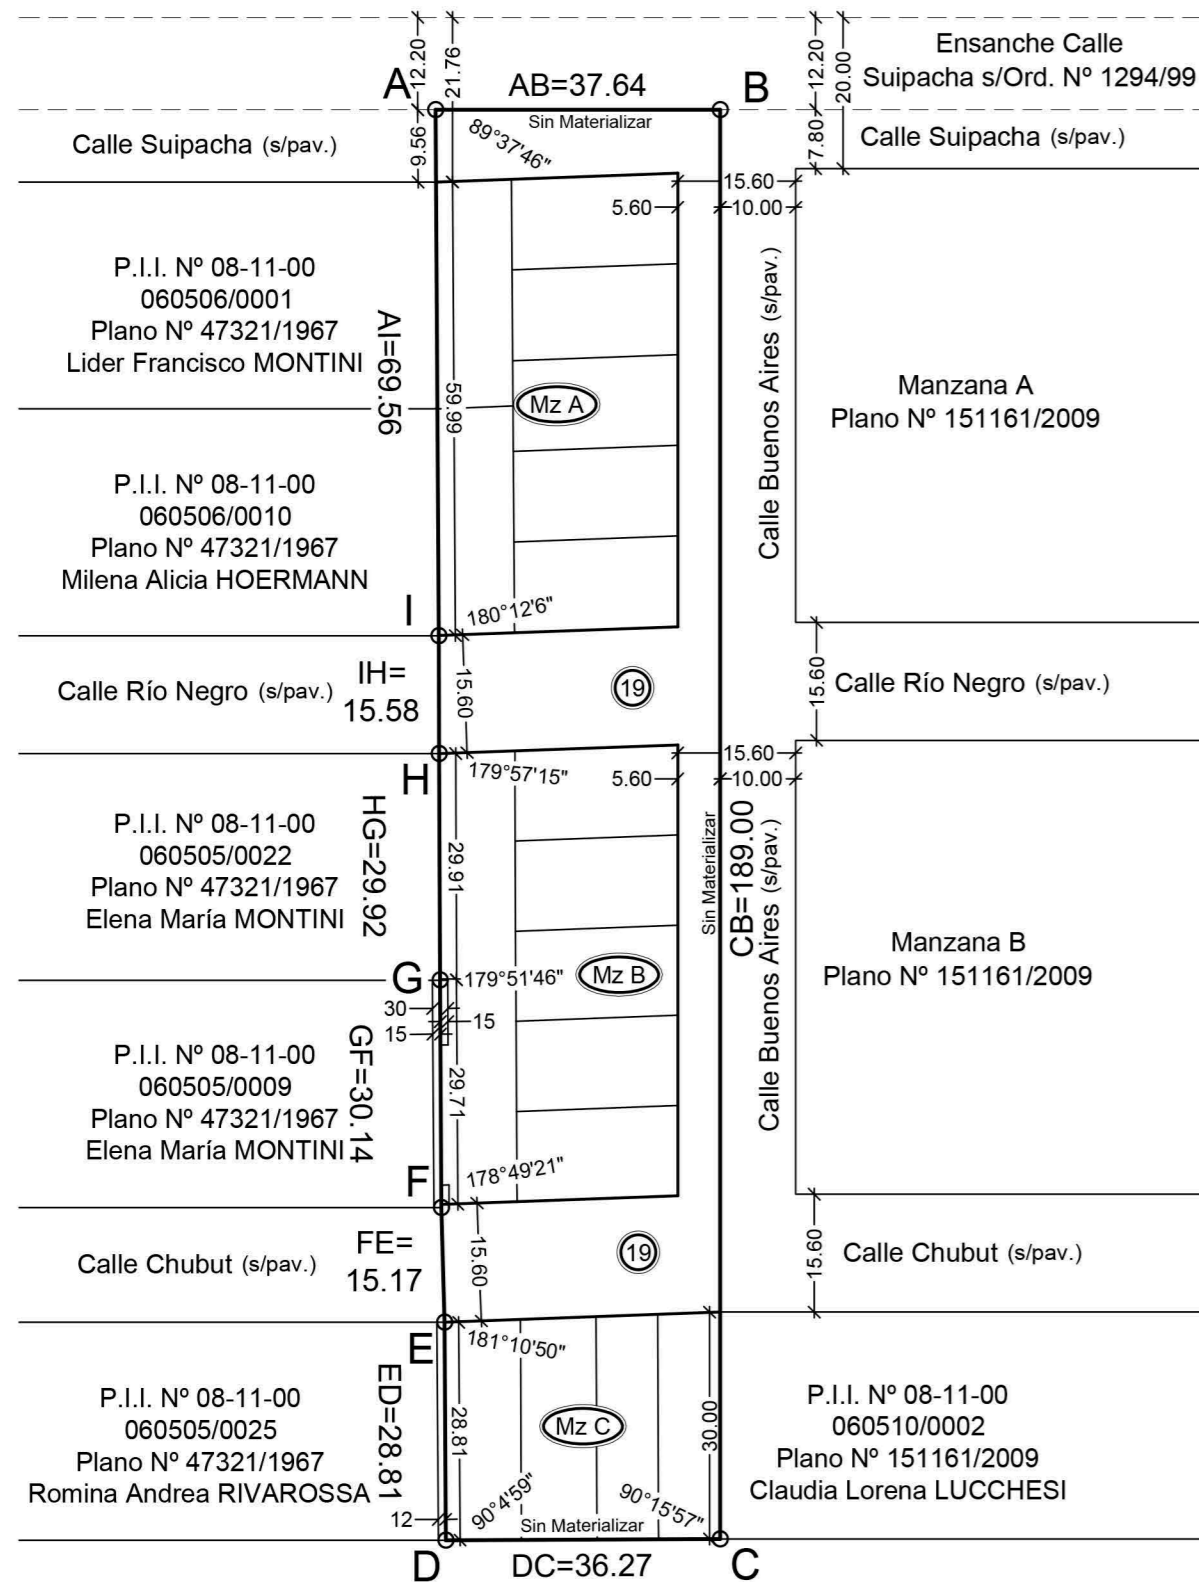 12.20
21.76
12.20
20.00
Ensanche Calle
Suipacha s/Ord. Nº 1294/99
A
AB=37.64
B
Sin Materializar
Calle Suipacha (s/pav.)
9.56
89°37'46"
7.80
Calle Suipacha (s/pav.)
15.60
5.60
10.00
P.I.I. Nº 08-11-00
060506/0001
Plano Nº 47321/1967
Lider Francisco MONTINI
AI=69.56
59.99
Mz A
Calle Buenos Aires (s/pav.)
Manzana A
Plano Nº 151161/2009
P.I.I. Nº 08-11-00
060506/0010
Plano Nº 47321/1967
Milena Alicia HOERMANN
I
180°12'6"
Calle Río Negro (s/pav.)
IH=
15.58
15.60
19
15.60
Calle Río Negro (s/pav.)
H
179°57'15"
15.60
5.60
10.00
P.I.I. Nº 08-11-00
060505/0022
Plano Nº 47321/1967
Elena María MONTINI
HG=29.92
29.91
Sin Materializar
CB=189.00
Calle Buenos Aires (s/pav.)
Manzana B
Plano Nº 151161/2009
G
179°51'46"
Mz B
30
15
15
P.I.I. Nº 08-11-00
060505/0009
Plano Nº 47321/1967
Elena María MONTINI
GF=30.14
29.71
F
178°49'21"
Calle Chubut (s/pav.)
FE=
15.17
15.60
19
15.60
Calle Chubut (s/pav.)
E
181°10'50"
P.I.I. Nº 08-11-00
060505/0025
Plano Nº 47321/1967
Romina Andrea RIVAROSSA
ED=28.81
28.81
Mz C
30.00
P.I.I. Nº 08-11-00
060510/0002
Plano Nº 151161/2009
Claudia Lorena LUCCHESI
12
90°4'59"
90°15'57"
Sin Materializar
D
DC=36.27
C